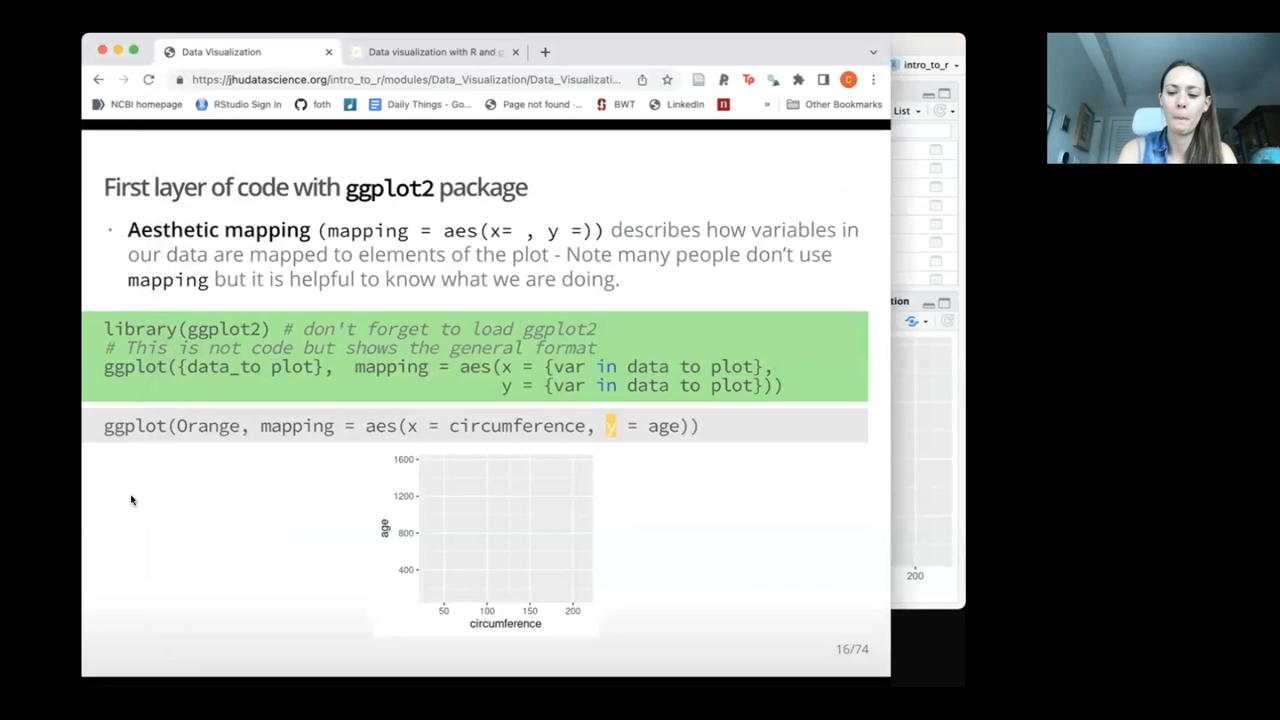 Data Visualization
Data visualization with R and
https://jhudatascience.org/intro_to_r/modules/Data_Visualization/Data_Visualizati...
NCBI homepage
RStudio Sign In
foth
Daily Things - Go...
Page not found -...
BWT
LinkedIn
»
Other Bookmarks
intro_to_r
List
First layer of code with ggplot2 package
· Aesthetic mapping (mapping = aes(x= , y =)) describes how variables in
our data are mapped to elements of the plot - Note many people don't use
mapping but it is helpful to know what we are doing.
library(ggplot2) # don't forget to load ggplot2
# This is not code but shows the general format
ggplot({data_to plot}, mapping = aes(x = {var in data to plot},
y = {var in data to plot}))
ggplot(Orange, mapping = aes(x = circumference, y = age))
1600
1200
800
400
age
50 100 150 200
circumference
16/74
200